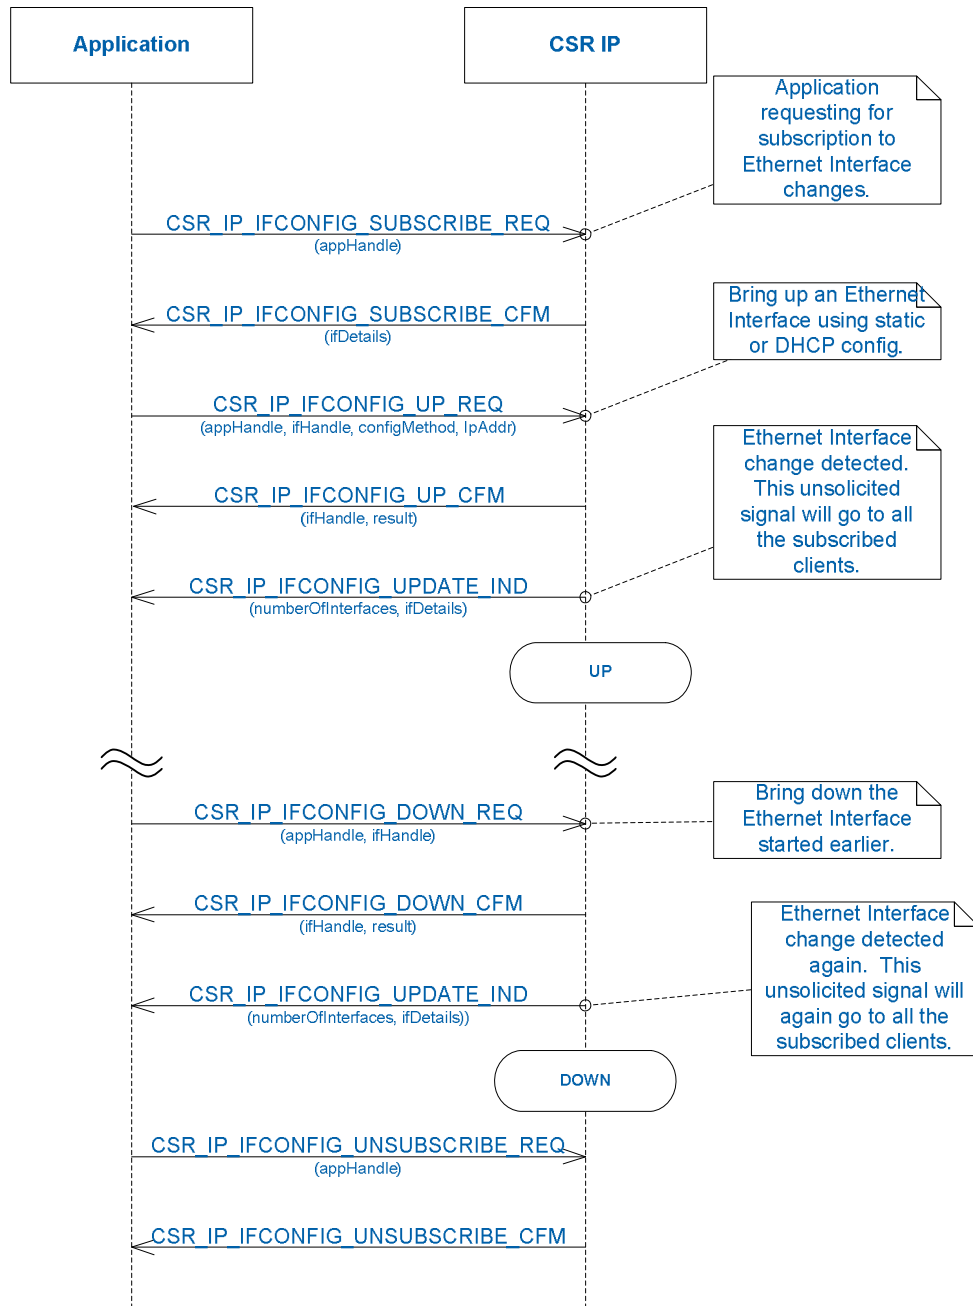 Application
CSR IP
Application
requesting for
subscription to
Ethernet Interface
changes.
CSR_IP_IFCONFIG_SUBSCRIBE_REQ
(appHandle)
CSR_IP_IFCONFIG_SUBSCRIBE_CFM
(ifDetails)
Bring up an Ethernet
Interface using static
or DHCP config.
CSR_IP_IFCONFIG_UP_REQ
(appHandle, ifHandle, configMethod, IpAddr)
Ethernet Interface
change detected.
This unsolicited
signal will go to all
the subscribed
clients.
CSR_IP_IFCONFIG_UP_CFM
(ifHandle, result)
CSR_IP_IFCONFIG_UPDATE_IND
(numberOfInterfaces, ifDetails)
UP
CSR_IP_IFCONFIG_DOWN_REQ
(appHandle, ifHandle)
Bring down the
Ethernet Interface
started earlier.
CSR_IP_IFCONFIG_DOWN_CFM
(ifHandle, result)
Ethernet Interface
change detected
again.  This
unsolicited signal will
again go to all the
subscribed clients.
CSR_IP_IFCONFIG_UPDATE_IND
(numberOfInterfaces, ifDetails))
DOWN
CSR_IP_IFCONFIG_UNSUBSCRIBE_REQ
(appHandle)
CSR_IP_IFCONFIG_UNSUBSCRIBE_CFM